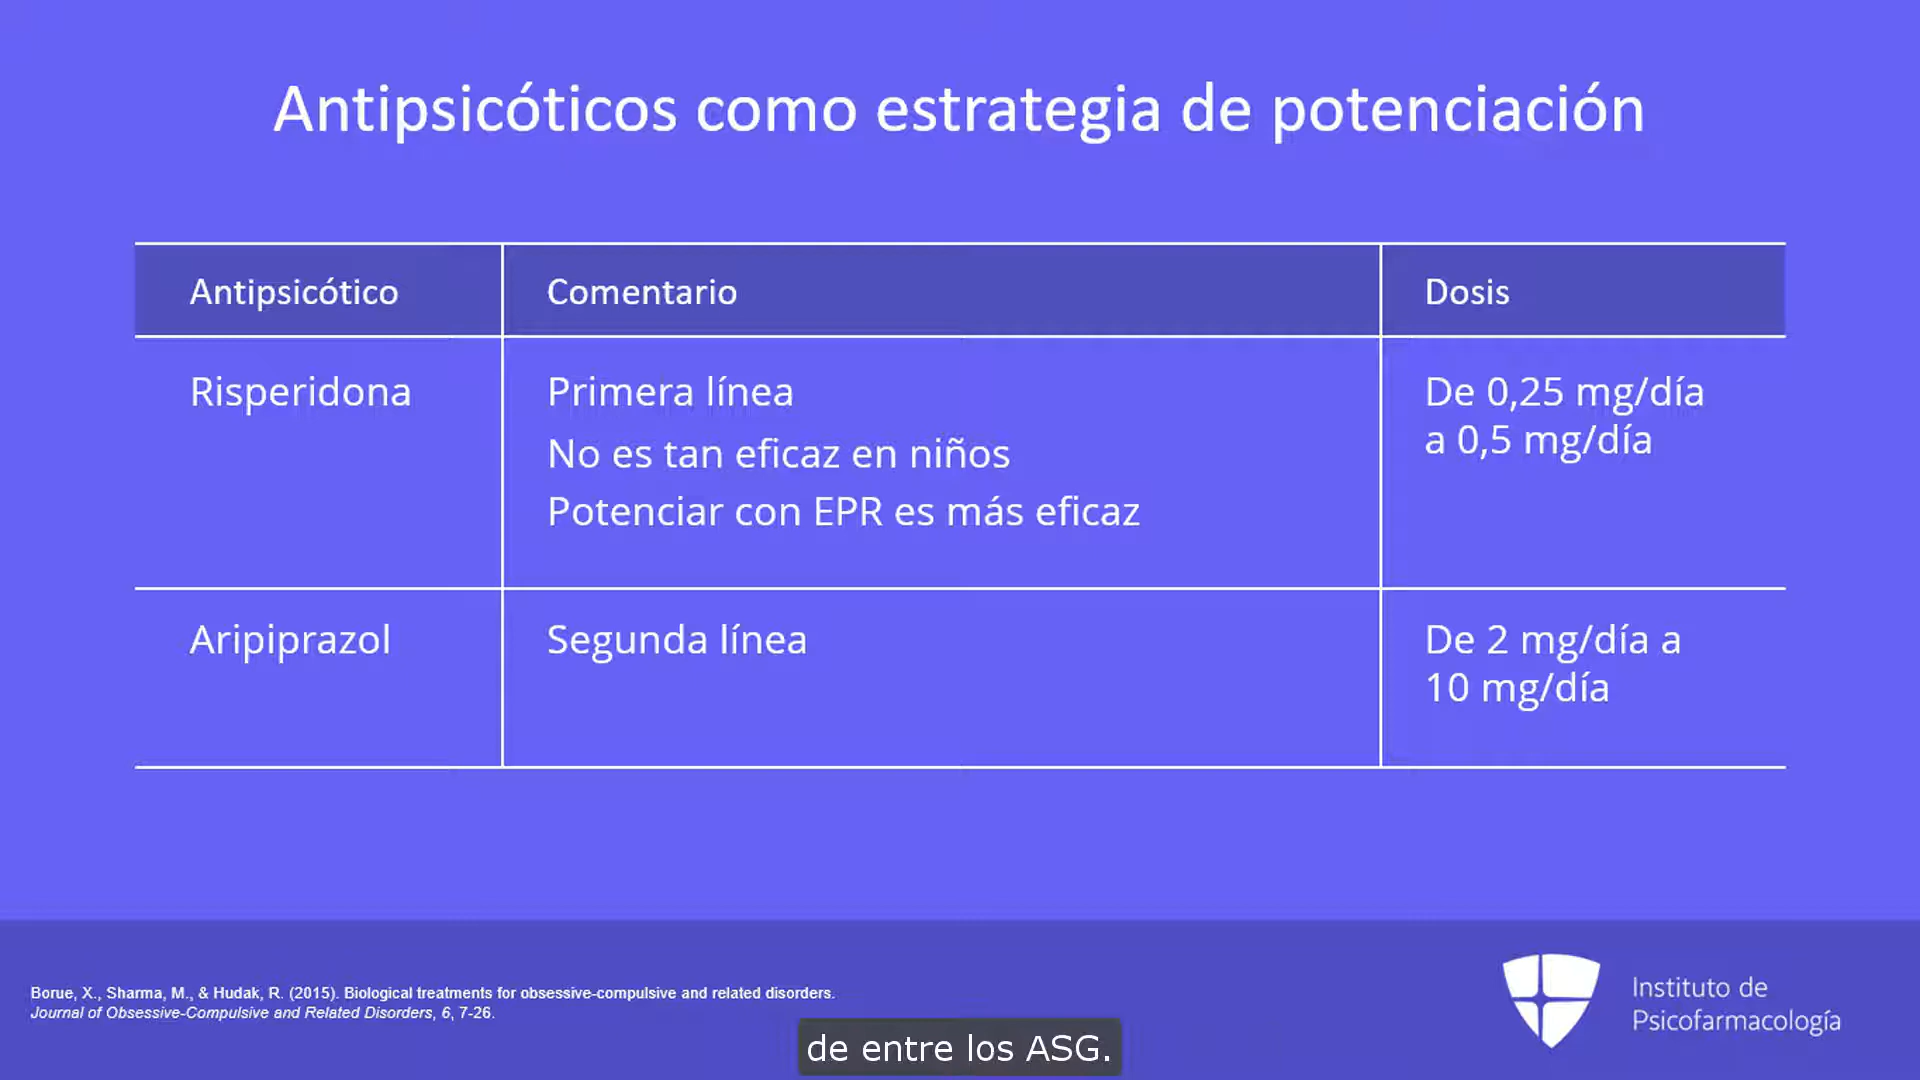 Antipsicóticos como estrategia de potenciación
Antipsicótico
Comentario
Dosis
Risperidona
Primera línea
No es tan eficaz en niños
Potenciar con EPR es más eficaz
De 0,25 mg/día
a 0,5 mg/día
Aripiprazol
Segunda línea
De 2 mg/día a
10 mg/día
Borue, X., Sharma, M., & Hudak, R. (2015). Biological treatments for obsessive-compulsive and related disorders.
Journal of Obsessive-Compulsive and Related Disorders, 6, 7-26.
Instituto de
Psicofarmacología
de entre los ASG.